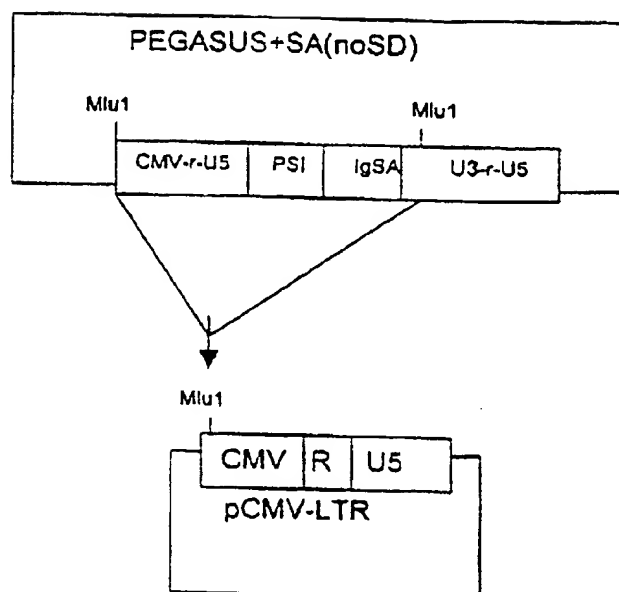 PEGASUS+SA(noSD)
Mlu1 Mlu1
CMV-r-U5 PSI IgSA U3-r-U5
Mlu1
CMV R U5
pCMV-LTR